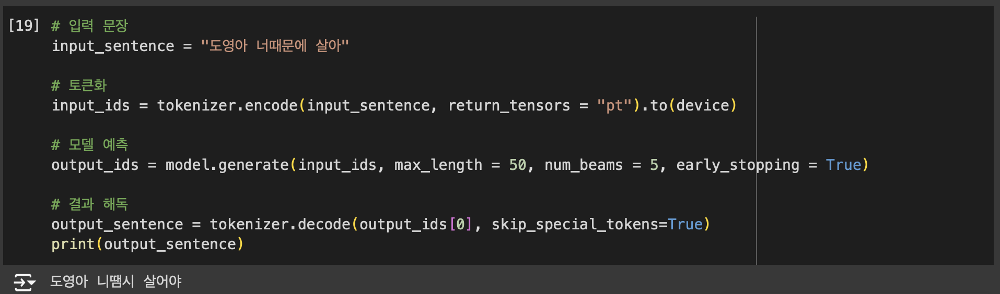 [19] # 입력 문장
input_sentence = "도영아 너때문에 살아"
# 토큰화
input_ids = tokenizer.encode(input_sentence, return_tensors = "pt").to(device)
# 모델 예측
output_ids = model.generate(input_ids, max_length = 50, num_beams = 5, early_stopping = True)
# 결과 해독
output_sentence = tokenizer.decode(output_ids[0], skip_special_tokens=True)
print(output_sentence)
도영아 니땜시 살어야